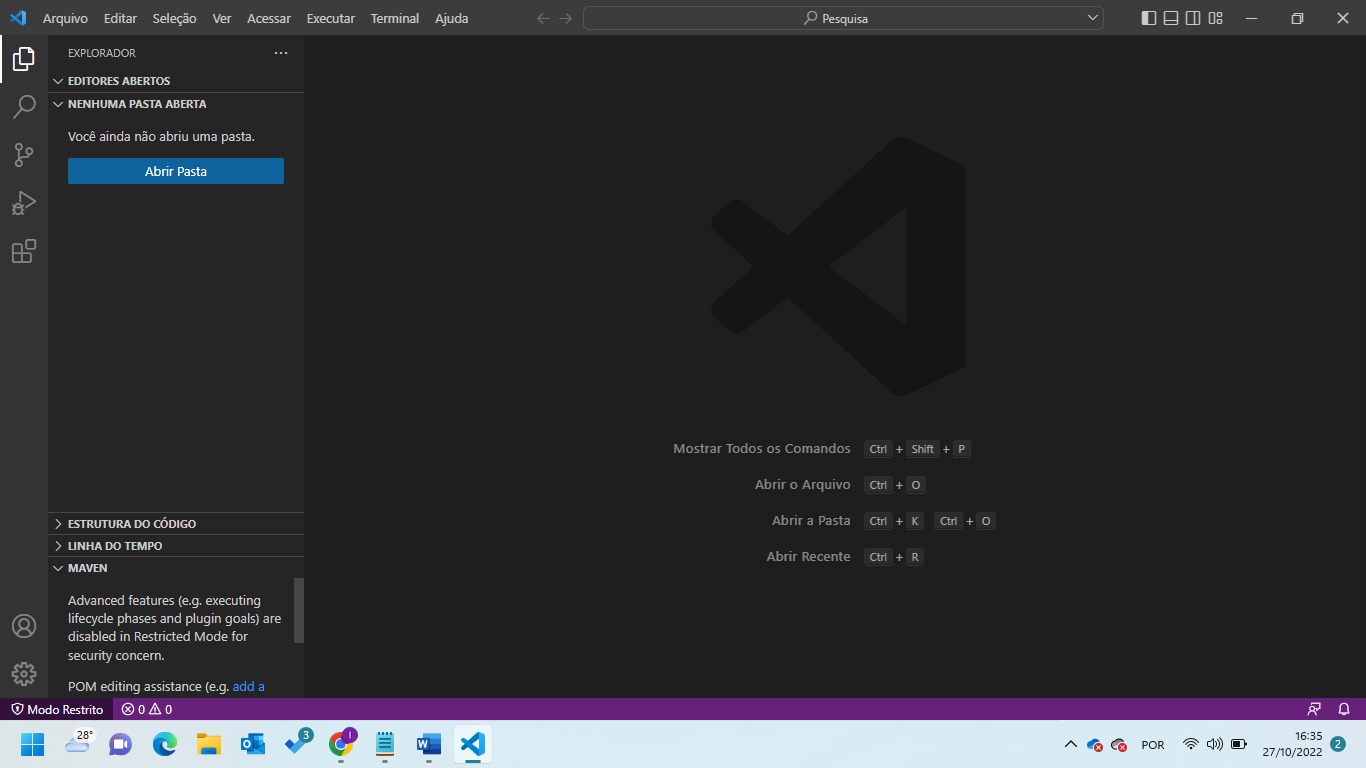 Arquivo Editar Seleção Ver Acessar Executar Terminal Ajuda
Pesquisa
EXPLORADOR
EDITORES ABERTOS
NENHUMA PASTA ABERTA
Você ainda não abriu uma pasta.
Abrir Pasta
Mostrar Todos os Comandos Ctrl + Shift + P
Abrir o Arquivo Ctrl + O
Abrir a Pasta Ctrl + K Ctrl + O
Abrir Recente Ctrl + R
ESTRUTURA DO CÓDIGO
LINHA DO TEMPO
MAVEN
Advanced features (e.g. executing
lifecycle phases and plugin goals) are
disabled in Restricted Mode for
security concern.
POM editing assistance (e.g. add a
Modo Restrito 0 0
28°
3
I
POR
16:35
27/10/2022
2